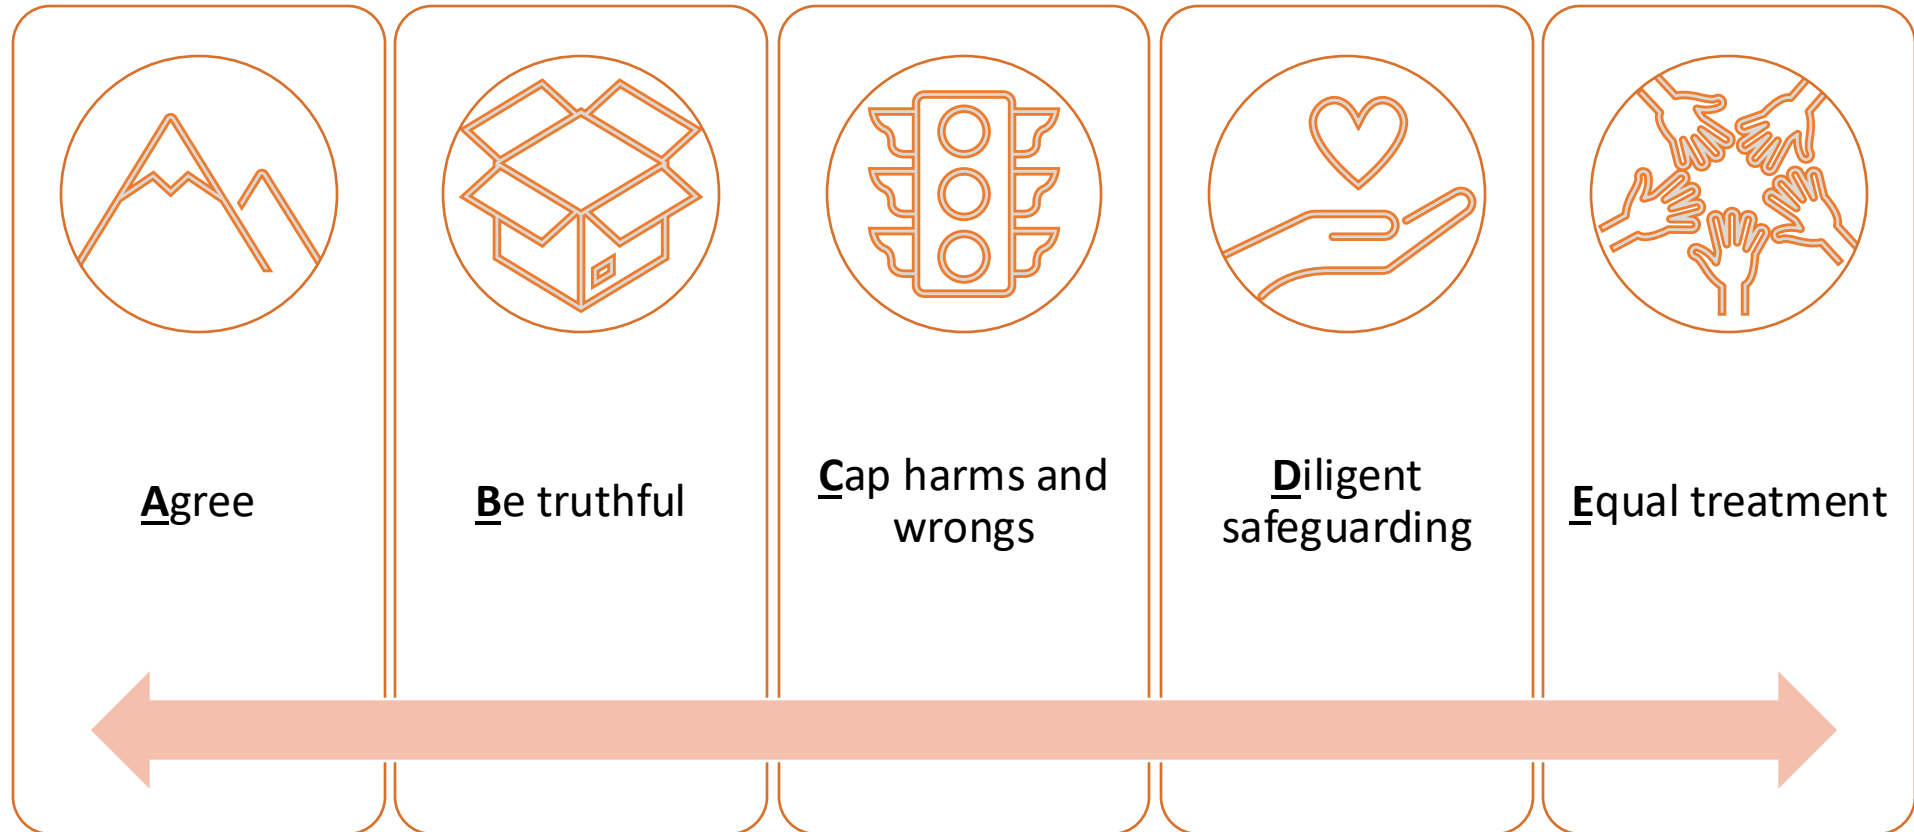 Agree
Be truthful
Cap harms and
wrongs
Diligent
safeguarding
Equal treatment